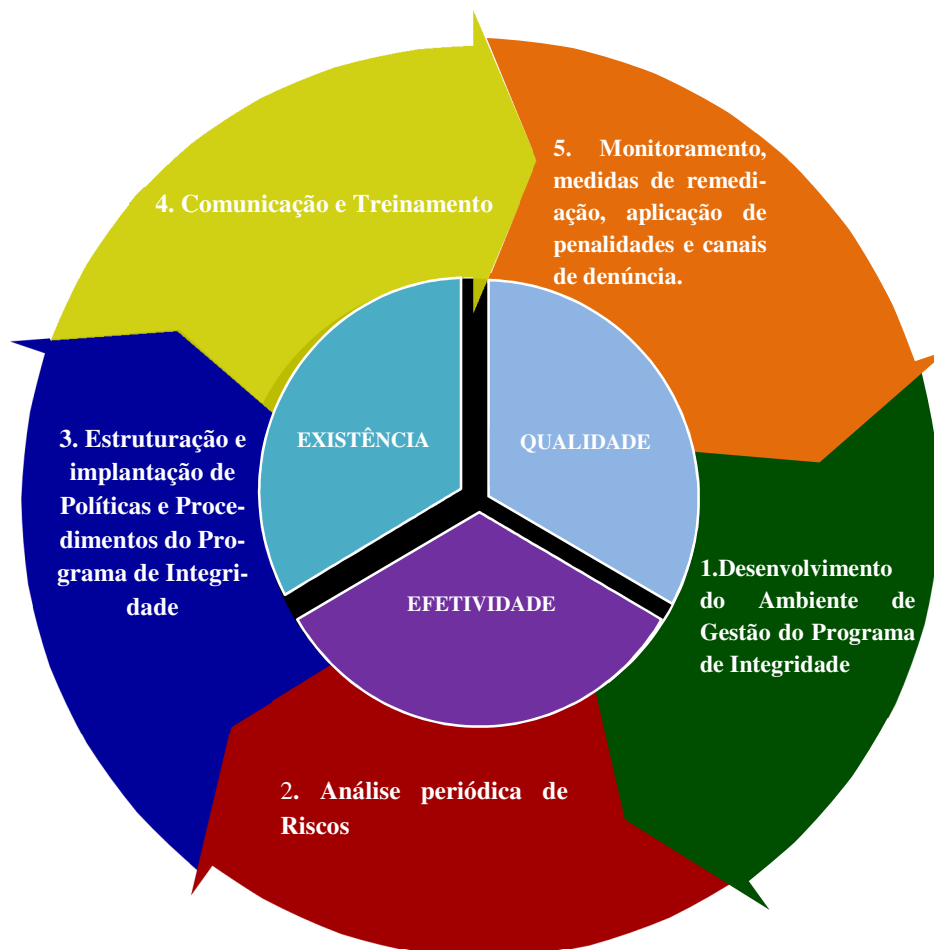 5. Monitoramento,
medidas de remedi-
ação, aplicação de
penalidades e canais
de denúncia.
4. Comunicação e Treinamento
EXISTÊNCIA
QUALIDADE
3. Estruturação e
implantação de
Políticas e Proce-
dimentos do Pro-
grama de Integri-
dade
1.Desenvolvimento
do Ambiente de
Gestão do Programa
de Integridade
EFETIVIDADE
2. Análise periódica de
Riscos